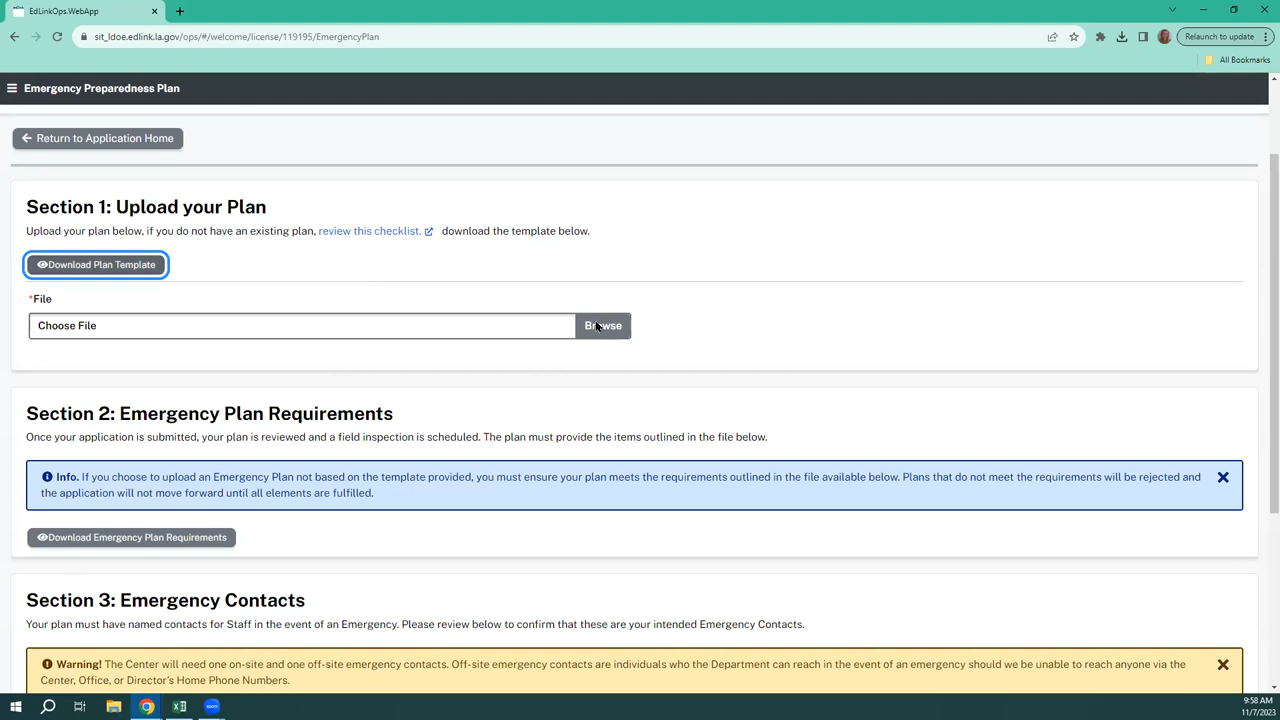 EdLinkOps.WebApp
sit_ldoe.edlink.la.gov/ops/#/welcome/license/119195/EmergencyPlan
Relaunch to update
All Bookmarks
Emergency Preparedness Plan
Return to Application Home
Section 1: Upload your Plan
Upload your plan below, if you do not have an existing plan, review this checklist. download the template below.
Download Plan Template
*File
Choose File
Browse
Section 2: Emergency Plan Requirements
Once your application is submitted, your plan is reviewed and a field inspection is scheduled. The plan must provide the items outlined in the file below.
Info. If you choose to upload an Emergency Plan not based on the template provided, you must ensure your plan meets the requirements outlined in the file available below. Plans that do not meet the requirements will be rejected and
the application will not move forward until all elements are fulfilled.
Download Emergency Plan Requirements
Section 3: Emergency Contacts
Your plan must have named contacts for Staff in the event of an Emergency. Please review below to confirm that these are your intended Emergency Contacts.
Warning! The Center will need one on-site and one off-site emergency contacts. Off-site emergency contacts are individuals who the Department can reach in the event of an emergency should we be unable to reach anyone via the
Center, Office, or Director's Home Phone Numbers.
zoom
9:58 AM
11/7/2023